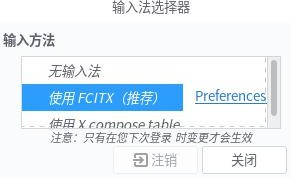 输入法选择器
输入方法
无输入法
使用 FCITX（推荐） Preferences
使用 X compose table
注意：只有在您下次登录 时变更才会生效
注销 关闭